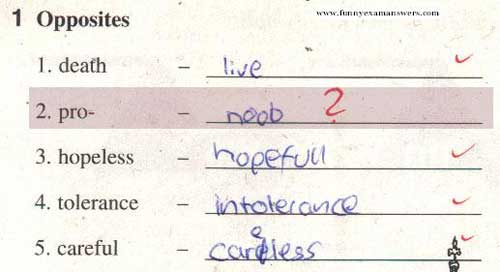 www.funnyexamanswers.com
1 Opposites
1. death – live
2. pro- – noob ?
3. hopeless – hopefull
4. tolerance – intolerance
5. careful – careless